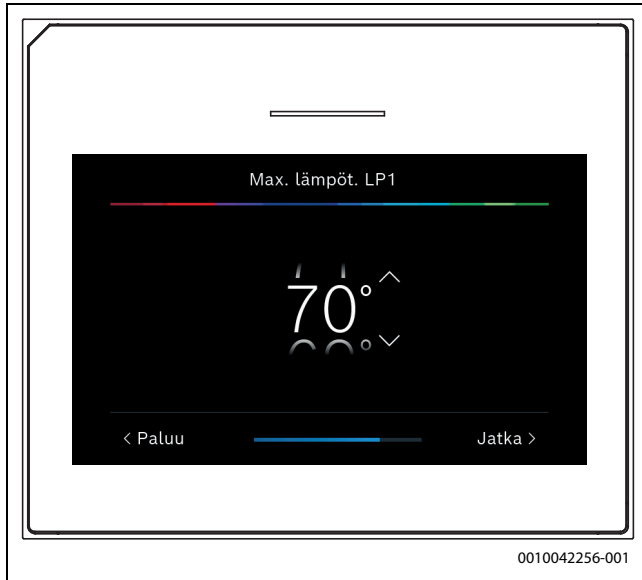 Max. lämpöt. LP1
70°
< Paluu
Jatka >
0010042256-001